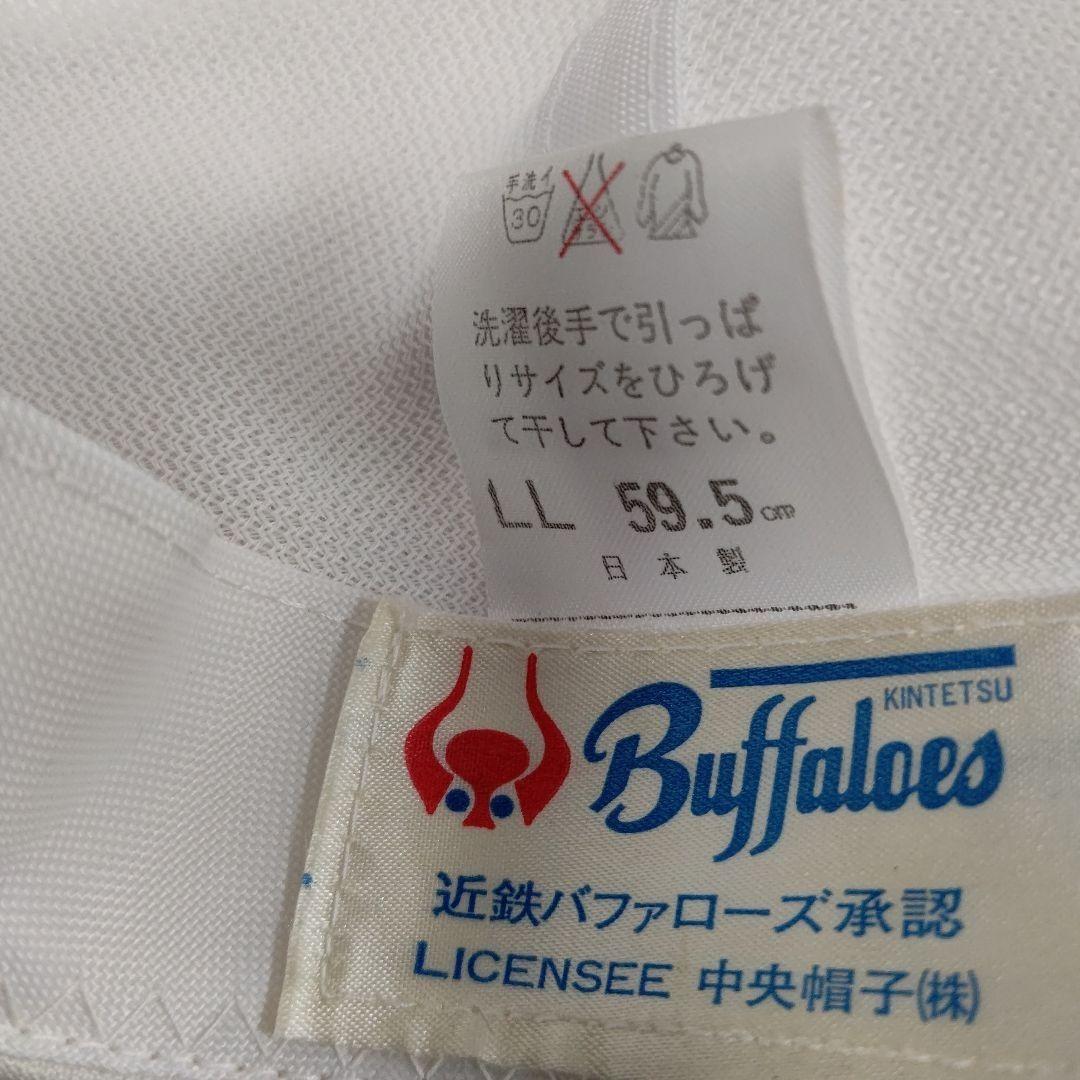 手洗イ
30
洗濯後手で引っぱ
りサイズをひろげ
て干して下さい。
LL 59.5cm
日本製
KINTETSU
Buffaloes
近鉄バファローズ承認
LICENSEE 中央帽子(株)